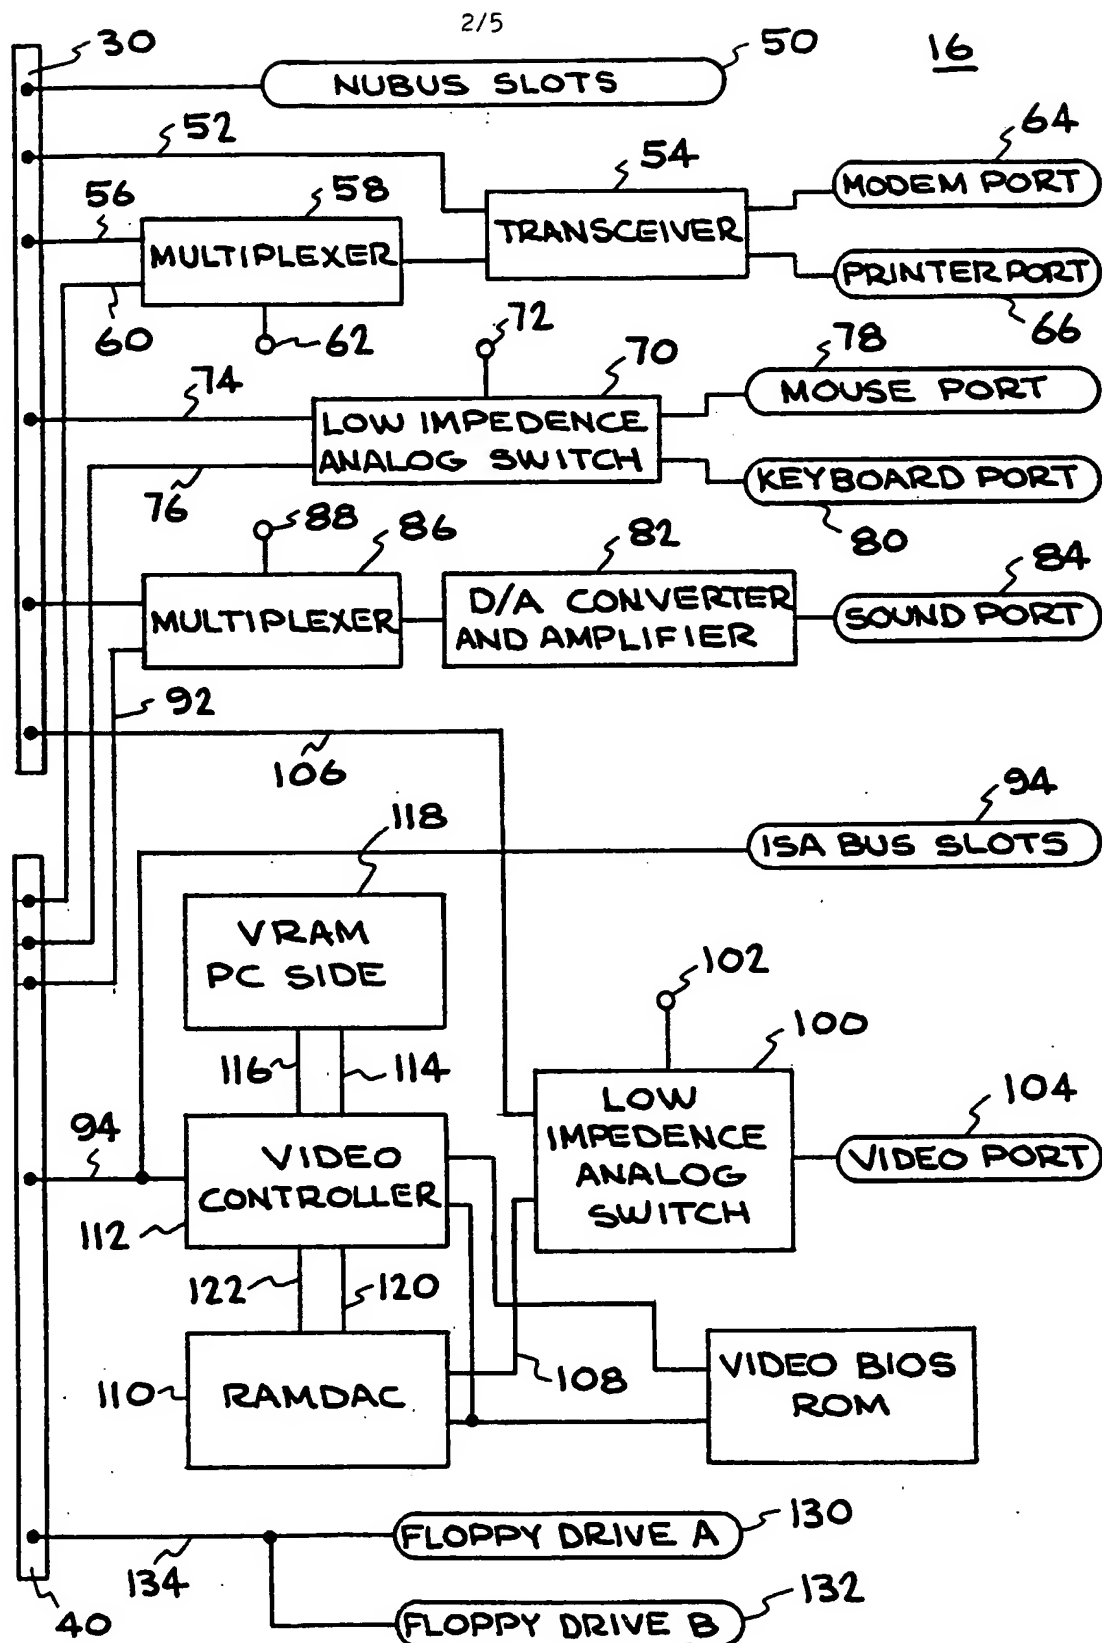 2/5
30
50
16
NUBUS SLOTS
52
64
54
MODEM PORT
56
58
TRANSCEIVER
MULTIPLEXER
PRINTER PORT
60
62
72
66
74
70
78
LOW IMPEDENCE
ANALOG SWITCH
MOUSE PORT
76
KEYBOARD PORT
88
86
82
80
84
MULTIPLEXER
D/A CONVERTER
AND AMPLIFIER
SOUND PORT
92
106
94
118
ISA BUS SLOTS
VRAM
PC SIDE
102
100
116
114
LOW
IMPEDENCE
ANALOG
SWITCH
104
94
VIDEO
CONTROLLER
VIDEO PORT
112
122
120
110
RAMDAC
108
VIDEO BIOS
ROM
FLOPPY DRIVE A
130
134
40
FLOPPY DRIVE B
132